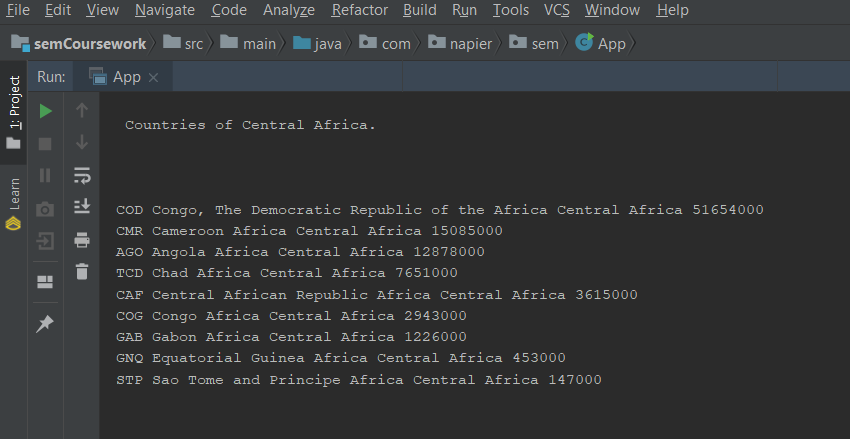 File Edit View Navigate Code Analyze Refactor Build Run Tools VCS Window Help
semCoursework src main java com napier sem App
Run: App
1: Project
Learn
Countries of Central Africa.
COD Congo, The Democratic Republic of the Africa Central Africa 51654000
CMR Cameroon Africa Central Africa 15085000
AGO Angola Africa Central Africa 12878000
TCD Chad Africa Central Africa 7651000
CAF Central African Republic Africa Central Africa 3615000
COG Congo Africa Central Africa 2943000
GAB Gabon Africa Central Africa 1226000
GNQ Equatorial Guinea Africa Central Africa 453000
STP Sao Tome and Principe Africa Central Africa 147000